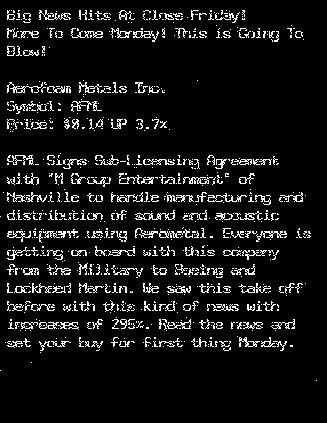 Big News Hits At Close Friday!
More To Come Monday! This is Going To
Blow!
Aerofoam Metals Inc.
Symbol: AFML
Price: $0.14 UP 3.7%
AFML Signs Sub-Licensing Agreement
with "M Group Entertainment" of
Nashville to handle manufacturing and
distribution of sound and acoustic
equipment using Aerometal. Everyone is
getting on board with this company
from the Military to Boeing and
Lockheed Martin. We saw this take off
before with this kind of news with
increases of 295%. Read the news and
set your buy for first thing Monday.